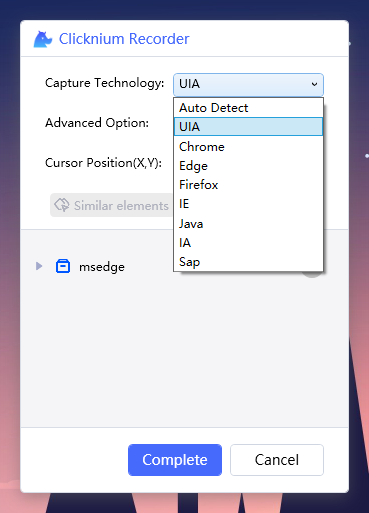 Clicknium Recorder
Capture Technology:
UIA
Auto Detect
Advanced Option:
UIA
Chrome
Cursor Position(X,Y):
Edge
Firefox
Similar elements
IE
Java
IA
Sap
msedge
Complete
Cancel